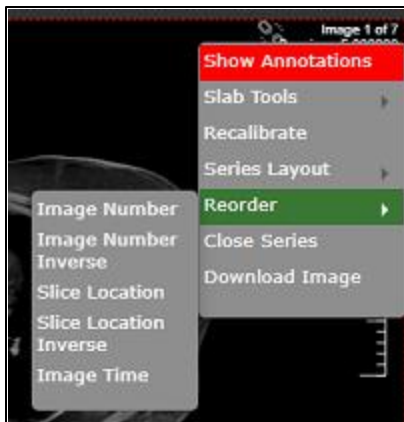 Image 1 of 7
Show Annotations
Slab Tools
Recalibrate
Series Layout
Reorder
Close Series
Download Image
Image Number
Image Number
Inverse
Slice Location
Slice Location
Inverse
Image Time